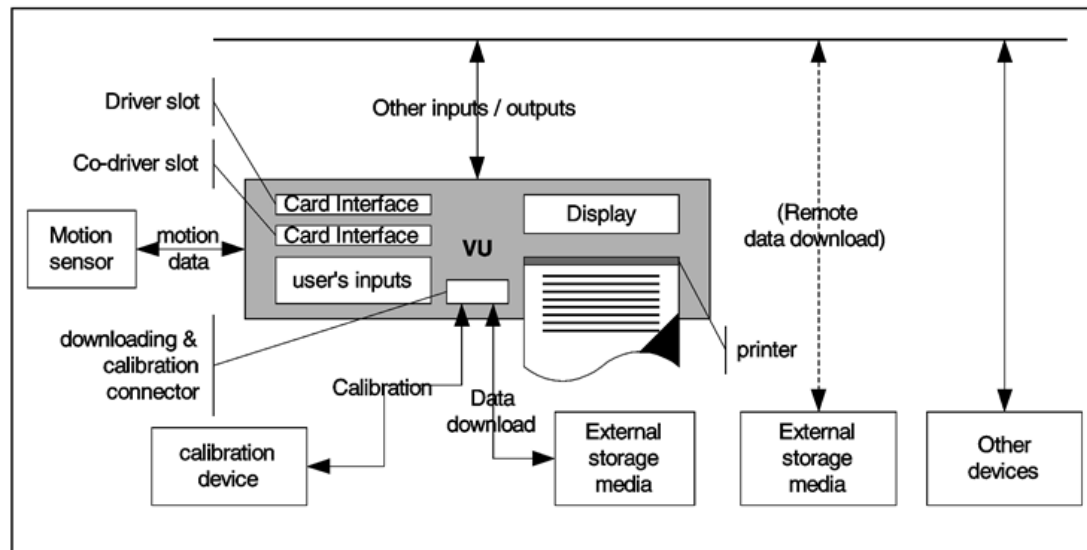 Other inputs / outputs
Driver slot
Co-driver slot
Card Interface
Card Interface
VU
Display
Motion
sensor
motion
data
user's inputs
(Remote
data download)
downloading &
calibration
connector
printer
Calibration
Data
download
calibration
device
External
storage
media
External
storage
media
Other
devices